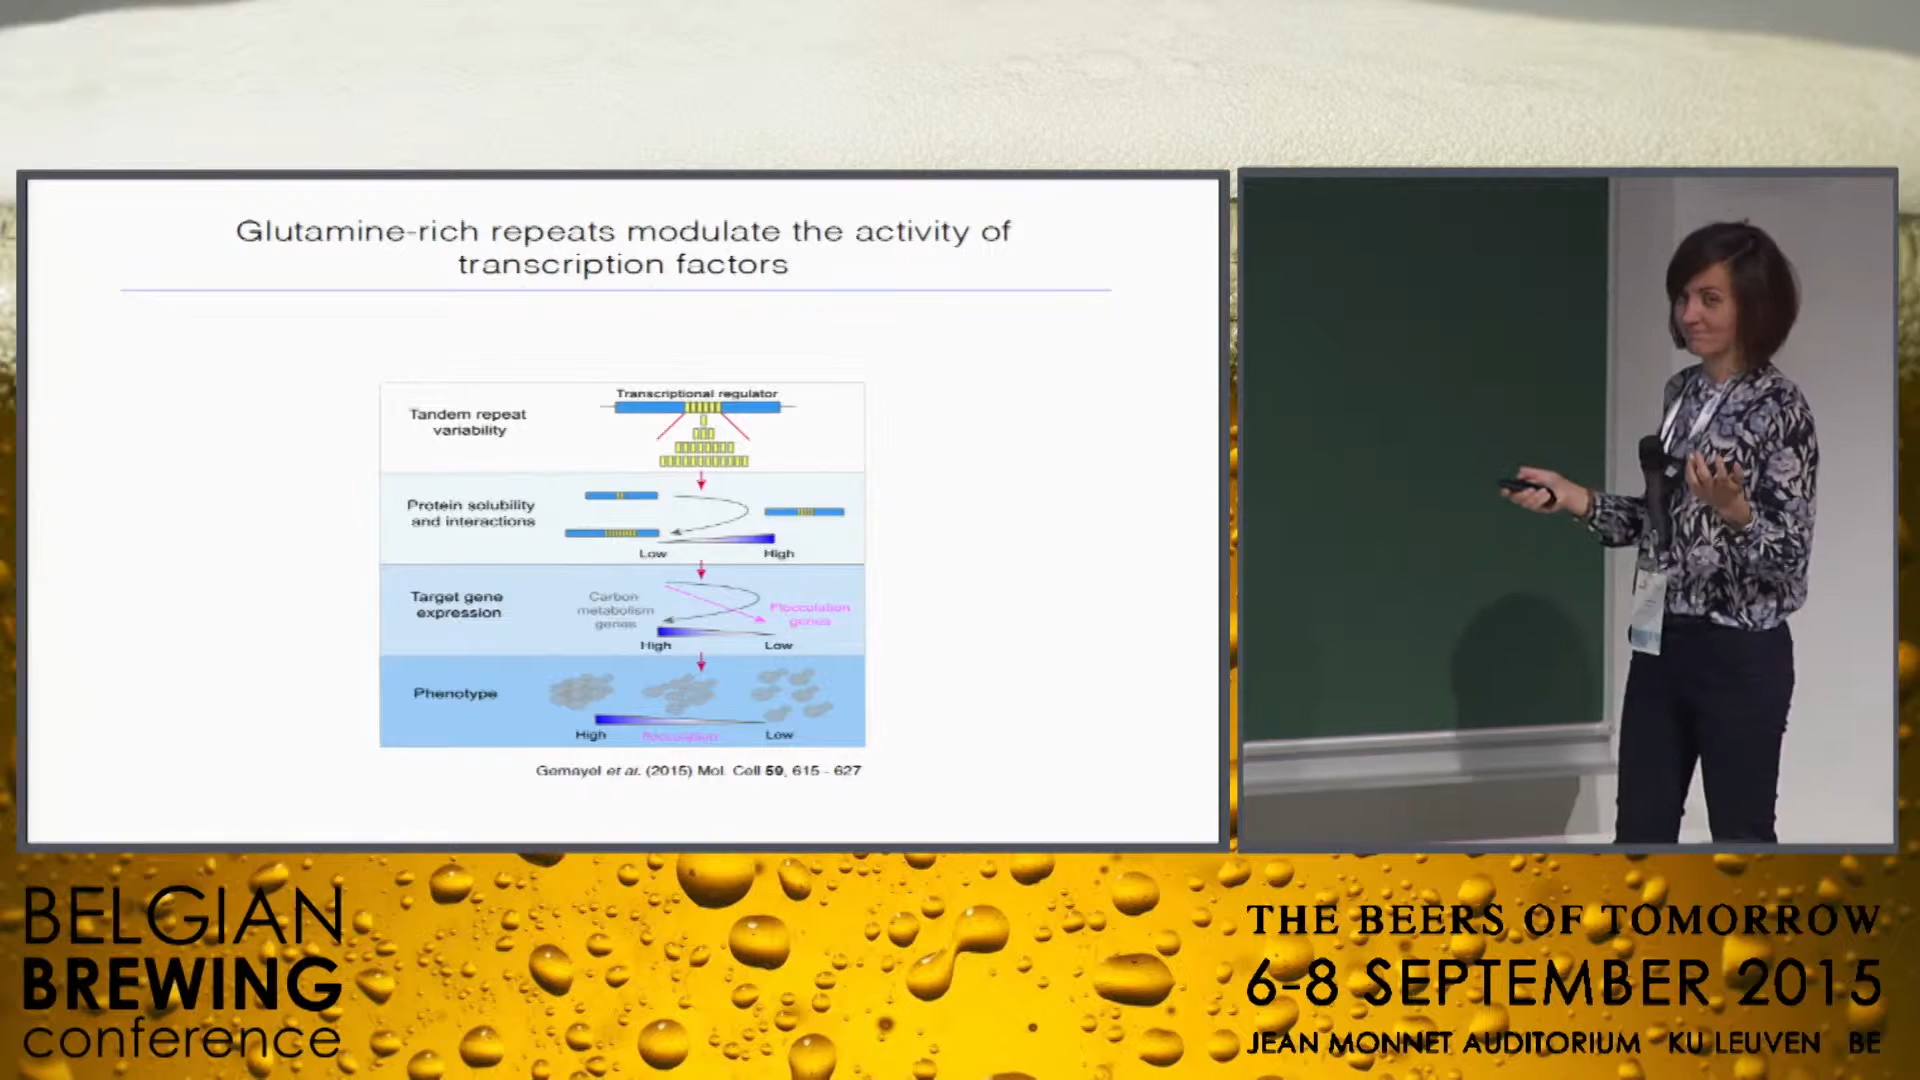 Glutamine-rich repeats modulate the activity of
transcription factors
Transcriptional regulator
Tandem repeat
variability
Protein solubility
and interactions
Low
High
Target gene
expression
Carbon
metabolism
genes
Flocculation
genes
High
Low
Phenotype
High
flocculation
Low
Gemayel et al. (2015) Mol. Cell 59, 615 - 627
BELGIAN
BREWING
conference
THE BEERS OF TOMORROW
6-8 SEPTEMBER 2015
JEAN MONNET AUDITORIUM KU LEUVEN BE